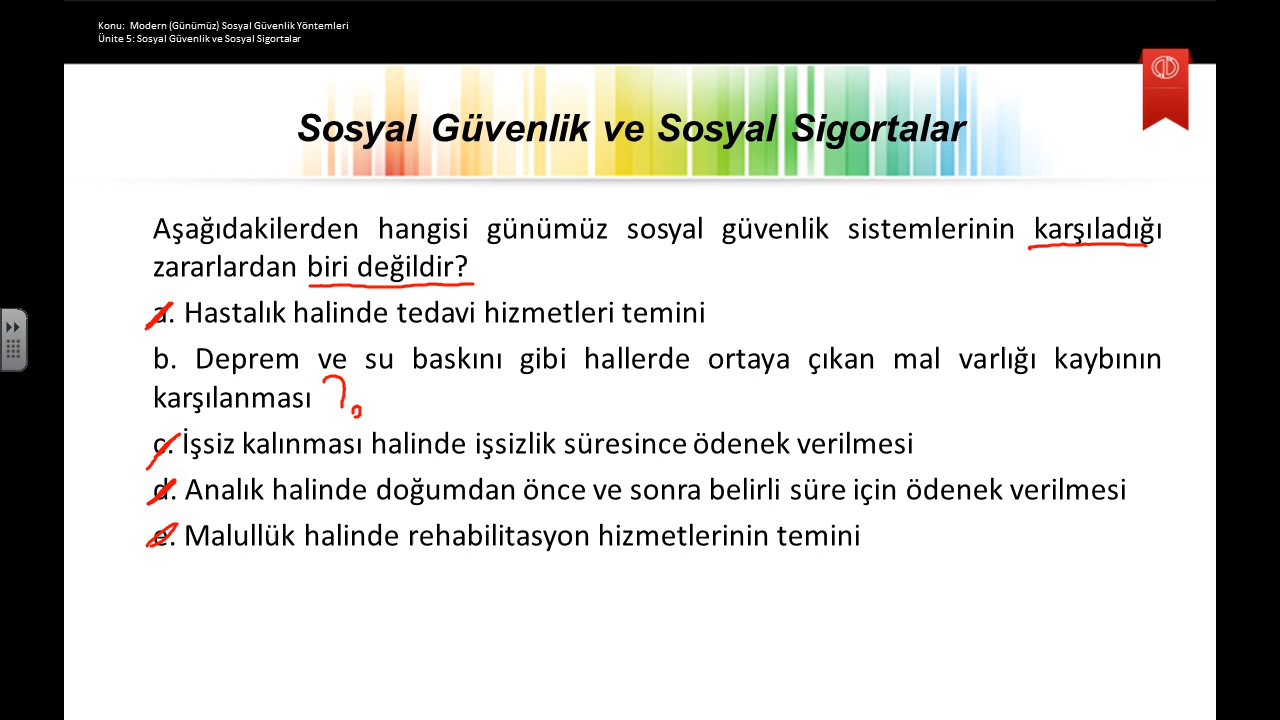 Konu: Modern (Günümüz) Sosyal Güvenlik Yöntemleri
Ünite 5: Sosyal Güvenlik ve Sosyal Sigortalar
Sosyal Güvenlik ve Sosyal Sigortalar
Aşağıdakilerden hangisi günümüz sosyal güvenlik sistemlerinin karşıladığı
zararlardan biri değildir?
a. Hastalık halinde tedavi hizmetleri temini
b. Deprem ve su baskını gibi hallerde ortaya çıkan mal varlığı kaybının
karşılanması ?
c. İşsiz kalınması halinde işsizlik süresince ödenek verilmesi
d. Analık halinde doğumdan önce ve sonra belirli süre için ödenek verilmesi
e. Malullük halinde rehabilitasyon hizmetlerinin temini